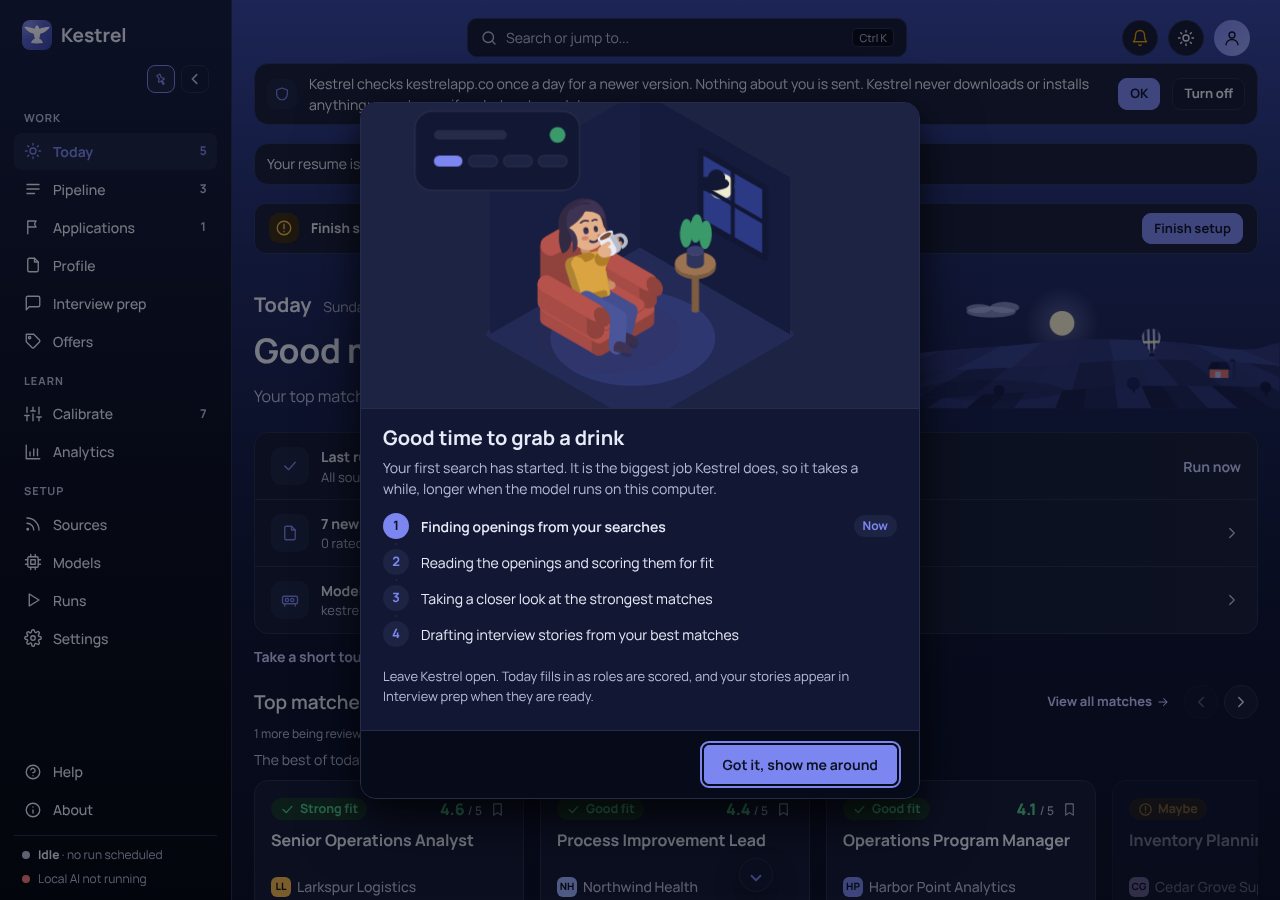 Kestrel
Search or jump to...
Ctrl K
WORK
Today 5
Pipeline 3
Applications 1
Profile
Interview prep
Offers
LEARN
Calibrate 7
Analytics
SETUP
Sources
Models
Runs
Settings
Help
About
Idle · no run scheduled
Local AI not running
Kestrel checks kestrelapp.co once a day for a newer version. Nothing about you is sent. Kestrel never downloads or installs
OK
Turn off
Your resume is
Finish setup
Today
Good
Your top
Last
All
Run now
7 new
0 rated
Take a short
Good time to grab a drink
Your first search has started. It is the biggest job Kestrel does, so it takes a
while, longer when the model runs on this computer.
1 Finding openings from your searches Now
2 Reading the openings and scoring them for fit
3 Taking a closer look at the strongest matches
4 Drafting interview stories from your best matches
Leave Kestrel open. Today fills in as roles are scored, and your stories appear in
Interview prep when they are ready.
Got it, show me around
Top matches
View all matches →
1 more being
The best of
Strong fit 4.6 / 5
Senior Operations Analyst
LL Larkspur Logistics
Good fit 4.4 / 5
Process Improvement Lead
NH Northwind Health
Good fit 4.1 / 5
Operations Program Manager
HP Harbor Point Analytics
Maybe
Inventory
CG Cedar Grove